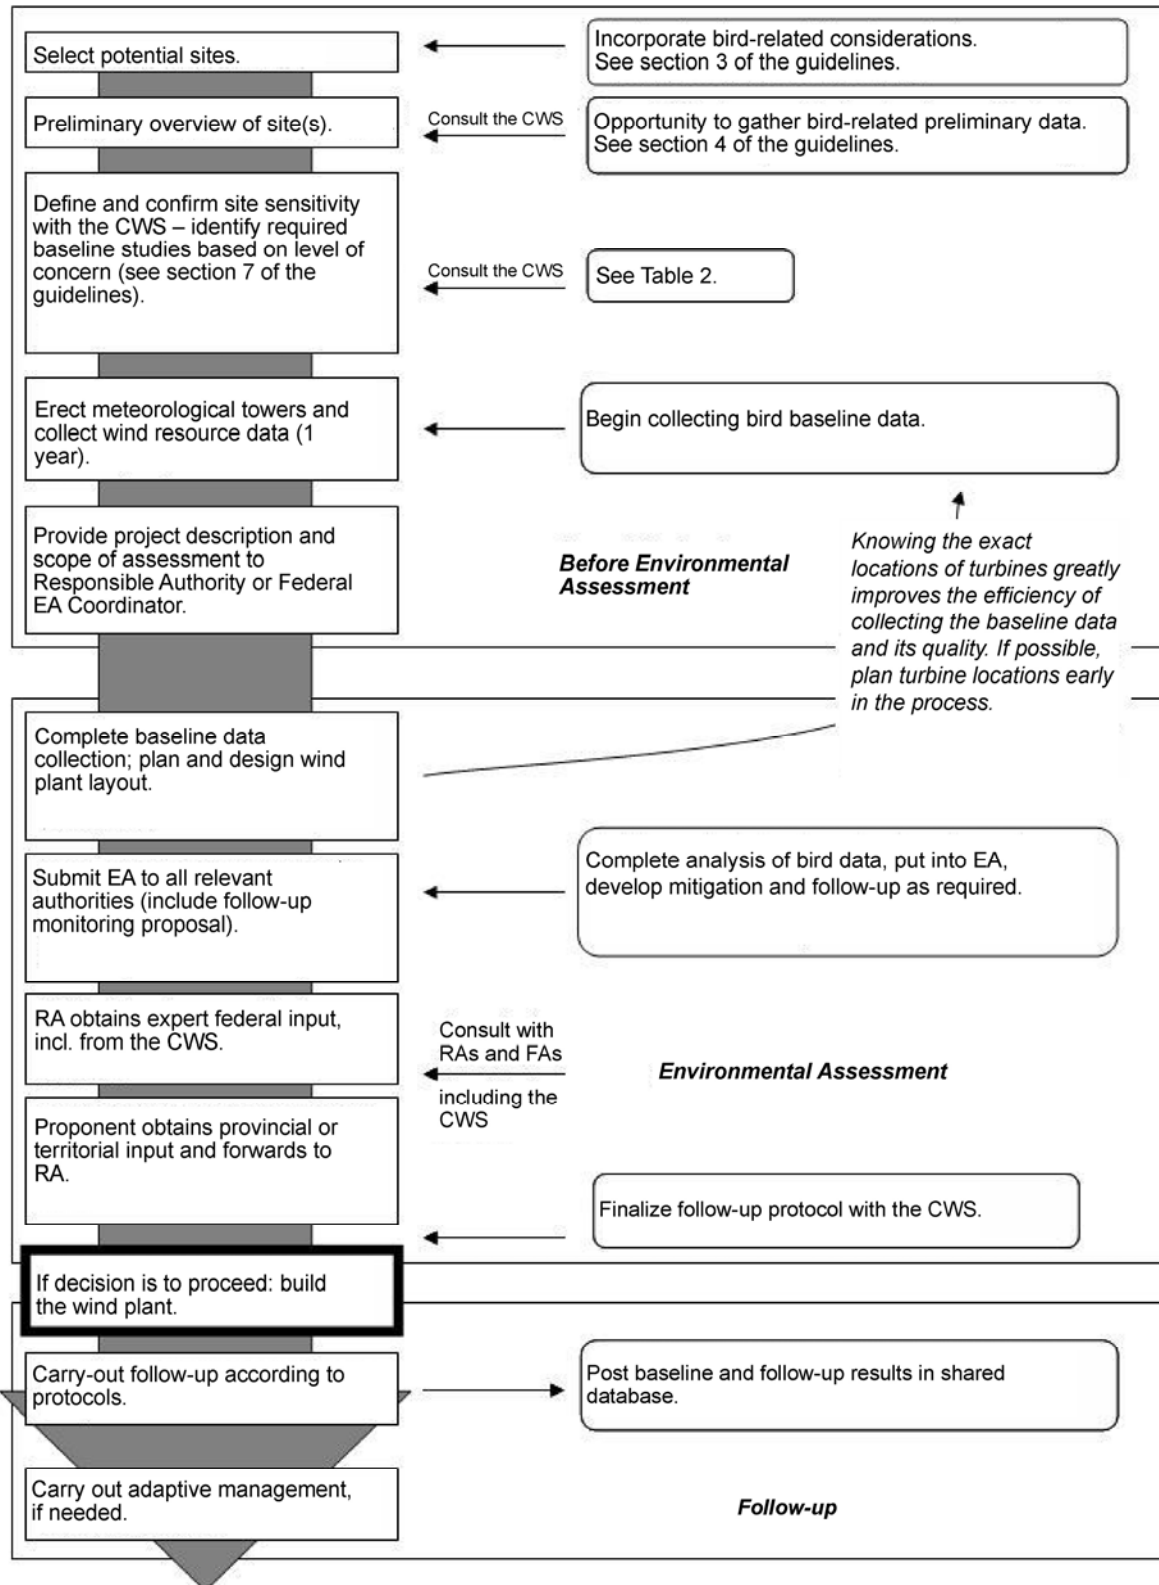 Select potential sites.
Incorporate bird-related considerations.
See section 3 of the guidelines.
Preliminary overview of site(s).
Consult the CWS
Opportunity to gather bird-related preliminary data.
See section 4 of the guidelines.
Define and confirm site sensitivity
with the CWS – identify required
baseline studies based on level of
concern (see section 7 of the
guidelines).
Consult the CWS
See Table 2.
Erect meteorological towers and
collect wind resource data (1
year).
Begin collecting bird baseline data.
Provide project description and
scope of assessment to
Responsible Authority or Federal
EA Coordinator.
Before Environmental
Assessment
Knowing the exact
locations of turbines greatly
improves the efficiency of
collecting the baseline data
and its quality. If possible,
plan turbine locations early
in the process.
Complete baseline data
collection; plan and design wind
plant layout.
Submit EA to all relevant
authorities (include follow-up
monitoring proposal).
Complete analysis of bird data, put into EA,
develop mitigation and follow-up as required.
RA obtains expert federal input,
incl. from the CWS.
Consult with
RAs and FAs
including the
CWS
Environmental Assessment
Proponent obtains provincial or
territorial input and forwards to
RA.
Finalize follow-up protocol with the CWS.
If decision is to proceed: build
the wind plant.
Carry-out follow-up according to
protocols.
Post baseline and follow-up results in shared
database.
Carry out adaptive management,
if needed.
Follow-up